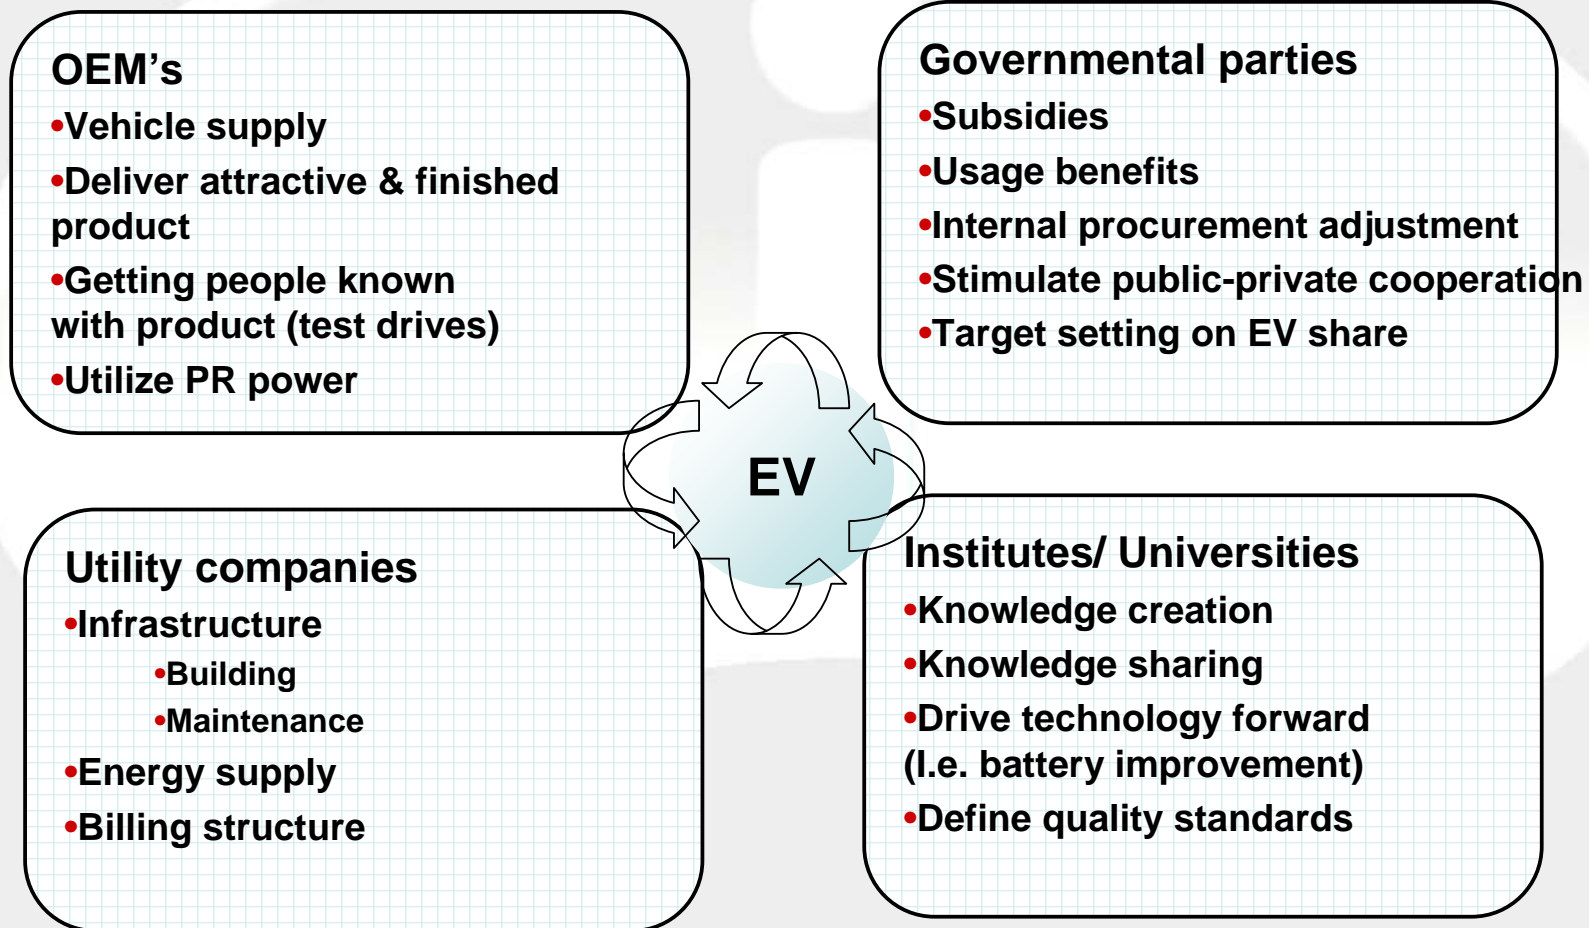 OEM’s
•Vehicle supply
•Deliver attractive & finished
product
•Getting people known
with product (test drives)
•Utilize PR power
Governmental parties
•Subsidies
•Usage benefits
•Internal procurement adjustment
•Stimulate public-private cooperation
•Target setting on EV share
EV
Utility companies
•Infrastructure
•Building
•Maintenance
•Energy supply
•Billing structure
Institutes/ Universities
•Knowledge creation
•Knowledge sharing
•Drive technology forward
(I.e. battery improvement)
•Define quality standards